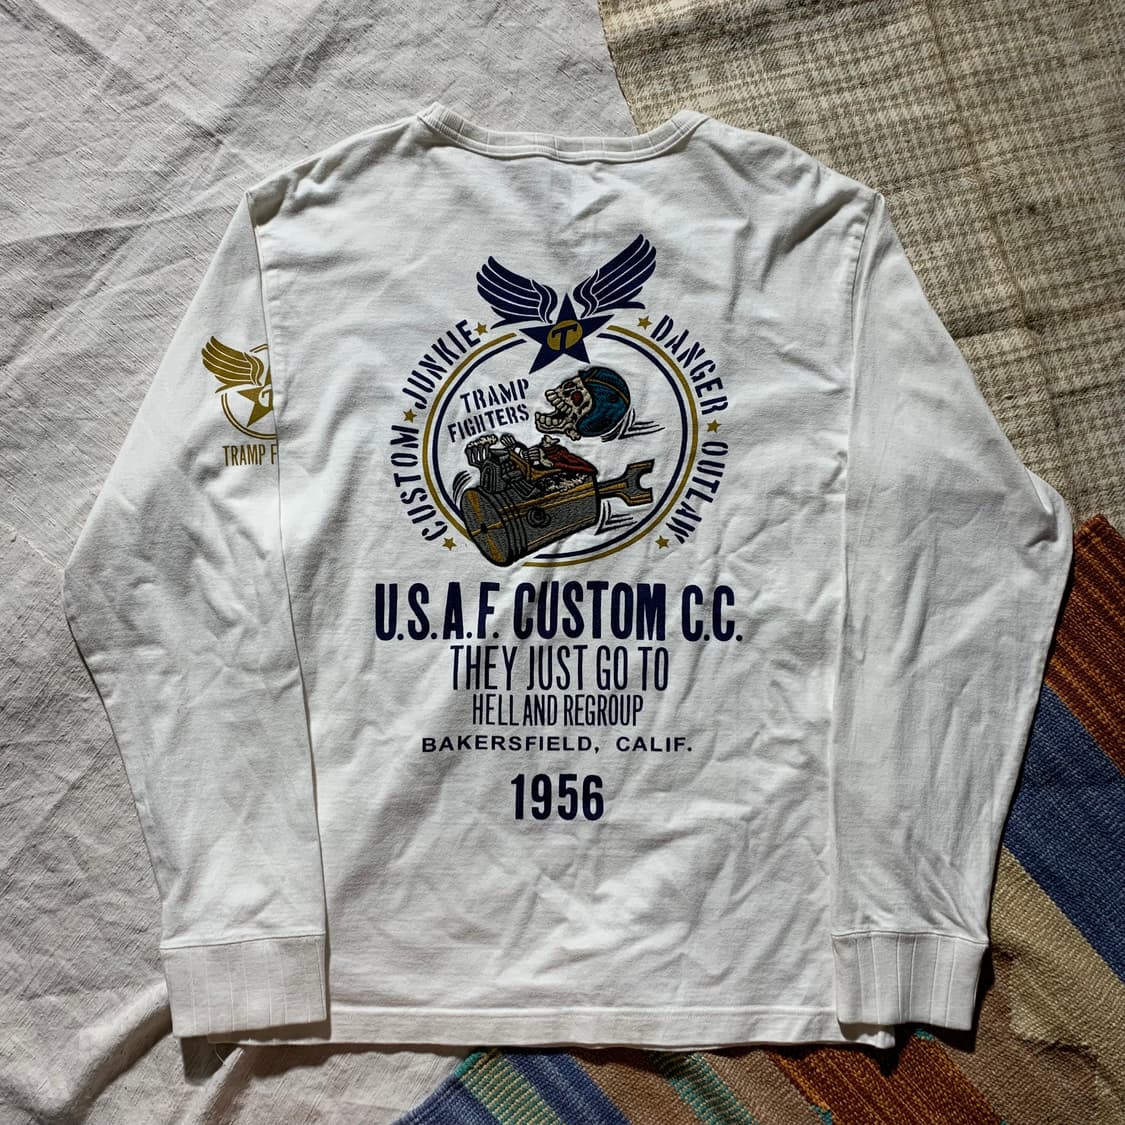 CUSTOM ★ JUNKIE ★ ★ DANGER ★ OUTLAW ★
T
TRAMP
FIGHTERS
TRAMP F
U.S.A.F. CUSTOM C.C.
THEY JUST GO TO
HELL AND REGROUP
BAKERSFIELD, CALIF.
1956